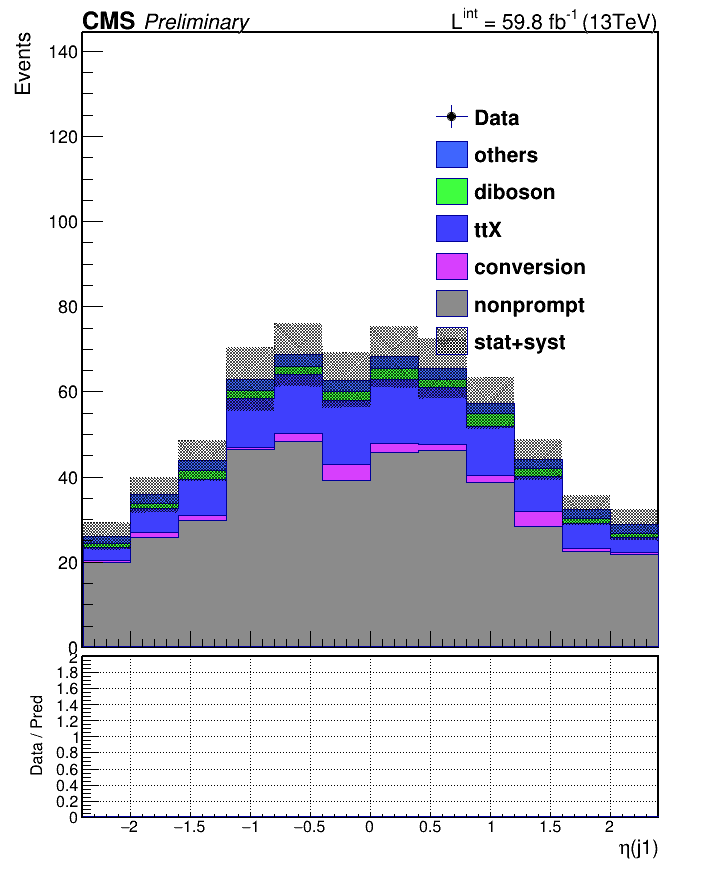 CMS Preliminary L^int = 59.8 fb^-1 (13TeV)
Events
140
120
100
80
60
40
20
0
Data
others
diboson
ttX
conversion
nonprompt
stat+syst
Data / Pred
2
1.8
1.6
1.4
1.2
1
0.8
0.6
0.4
0.2
0
−2 −1.5 −1 −0.5 0 0.5 1 1.5 2
η(j1)